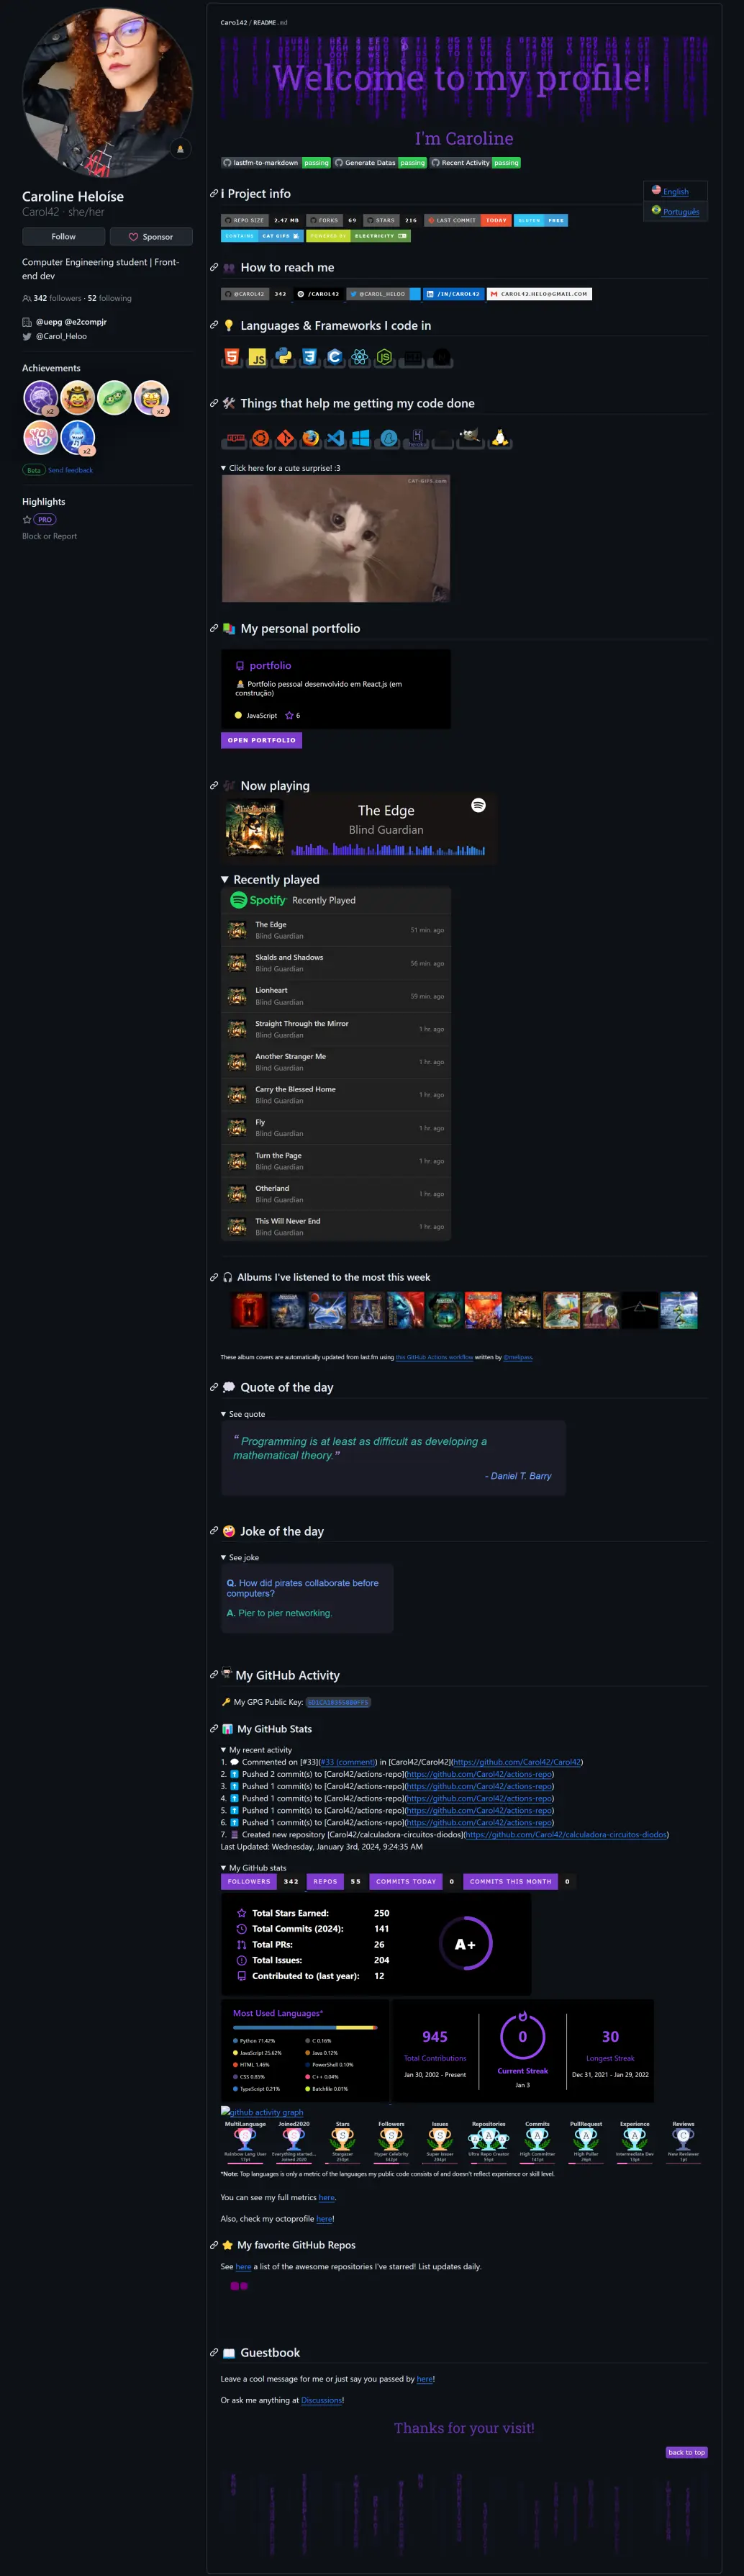 Caroline Heloíse
Carol42 · she/her
Follow
Sponsor
Computer Engineering student | Front-
end dev
342 followers · 52 following
@uepg @e2compjr
@Carol_Heloo
Achievements
x2
x2
YOLO
x2
Beta Send feedback
Highlights
PRO
Block or Report
Carol42 / README.md
Welcome to my profile!
I'm Caroline
lastfm-to-markdown passing Generate Datas passing Recent Activity passing
Project info
English
Português
REPO SIZE 2.47 MB FORKS 69 STARS 216 LAST COMMIT TODAY GLUTEN FREE
CONTAINS CAT GIFS POWERED BY ELECTRICITY
How to reach me
@CAROL42 342 /CAROL42 @CAROL_HELOO /IN/CAROL42 CAROL42.HELO@GMAIL.COM
Languages & Frameworks I code in
Things that help me getting my code done
Click here for a cute surprise! :3
CAT-GIFS.com
My personal portfolio
portfolio
Portfolio pessoal desenvolvido em React.js (em
construção)
JavaScript 6
OPEN PORTFOLIO
Now playing
The Edge
Blind Guardian
Recently played
Spotify Recently Played
The Edge
Blind Guardian
51 min. ago
Skalds and Shadows
Blind Guardian
56 min. ago
Lionheart
Blind Guardian
59 min. ago
Straight Through the Mirror
Blind Guardian
1 hr. ago
Another Stranger Me
Blind Guardian
1 hr. ago
Carry the Blessed Home
Blind Guardian
1 hr. ago
Fly
Blind Guardian
1 hr. ago
Turn the Page
Blind Guardian
1 hr. ago
Otherland
Blind Guardian
1 hr. ago
This Will Never End
Blind Guardian
1 hr. ago
Albums I've listened to the most this week
These album covers are automatically updated from last.fm using this GitHub Actions workflow written by @melipass.
Quote of the day
See quote
“ Programming is at least as difficult as developing a
mathematical theory.”
- Daniel T. Barry
Joke of the day
See joke
Q. How did pirates collaborate before
computers?
A. Pier to pier networking.
My GitHub Activity
My GPG Public Key:
My GitHub Stats
My recent activity
1. Commented on [#33](#33 (comment)) in [Carol42/Carol42](https://github.com/Carol42/Carol42)
2. Pushed 2 commit(s) to [Carol42/actions-repo](https://github.com/Carol42/actions-repo)
3. Pushed 1 commit(s) to [Carol42/actions-repo](https://github.com/Carol42/actions-repo)
4. Pushed 1 commit(s) to [Carol42/actions-repo](https://github.com/Carol42/actions-repo)
5. Pushed 1 commit(s) to [Carol42/actions-repo](https://github.com/Carol42/actions-repo)
6. Pushed 1 commit(s) to [Carol42/actions-repo](https://github.com/Carol42/actions-repo)
7. Created new repository [Carol42/calculadora-circuitos-diodos](https://github.com/Carol42/calculadora-circuitos-diodos)
Last Updated: Wednesday, January 3rd, 2024, 9:24:35 AM
My GitHub stats
FOLLOWERS 342 REPOS 55 COMMITS TODAY 0 COMMITS THIS MONTH 0
Total Stars Earned: 250
Total Commits (2024): 141
Total PRs: 26
Total Issues: 204
Contributed to (last year): 12
A+
Most Used Languages*
Python 71.42% C 0.16%
JavaScript 25.62% Java 0.12%
HTML 1.46% PowerShell 0.10%
CSS 0.85% C++ 0.04%
TypeScript 0.21% Batchfile 0.01%
945
Total Contributions
Jan 30, 2022 - Present
0
Current Streak
Jan 3
30
Longest Streak
Dec 31, 2021 - Jan 29, 2022
github activity graph
MultiLanguage Joined2020 Stars Followers Issues Repositories Commits PullRequest Experience Reviews
S S S A A A A C
Rainbow Lang User Everything started... Stargazer Hyper Celebrity Super Issuer Ultra Repo Creator High Committer High Puller Intermediate Dev New Reviewer
Joined 2020
*Note: Top languages is only a metric of the languages my public code consists of and doesn't reflect experience or skill level.
You can see my full metrics here.
Also, check my octoprofile here!
My favorite GitHub Repos
See here a list of the awesome repositories I've starred! List updates daily.
Guestbook
Leave a cool message for me or just say you passed by here!
Or ask me anything at Discussions!
Thanks for your visit!
back to top